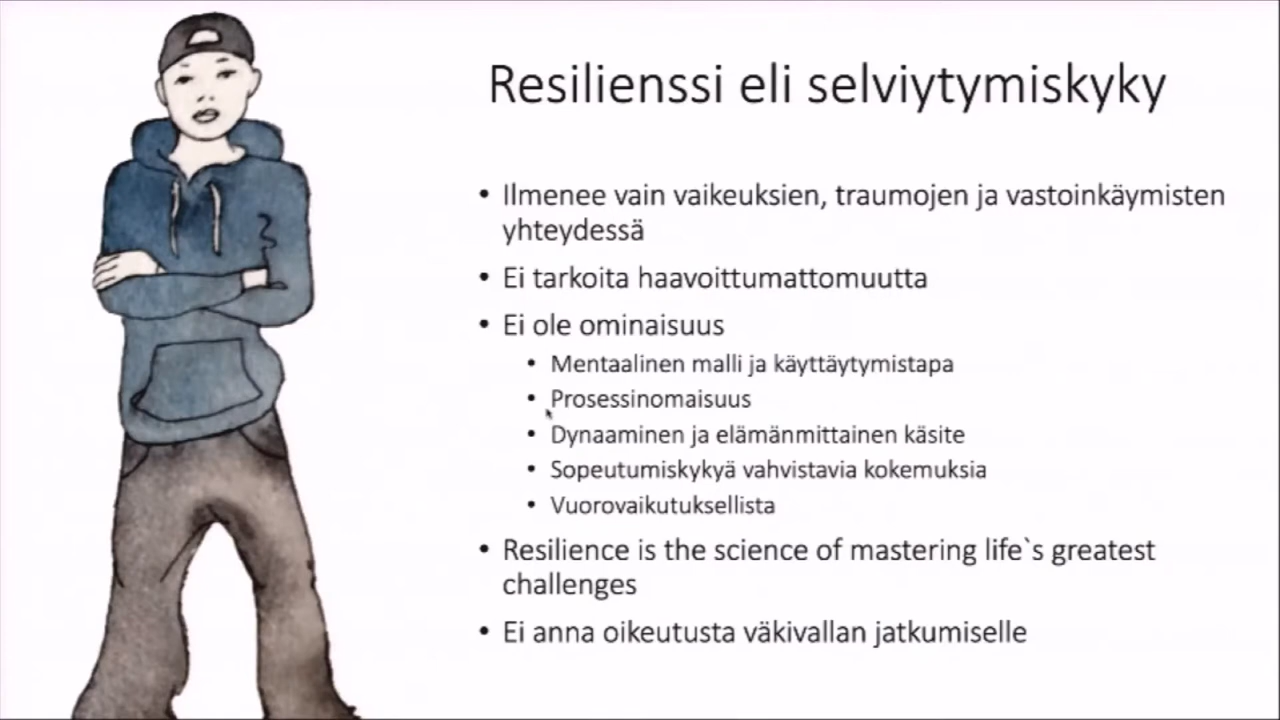 Resilienssi eli selviytymiskyky
• Ilmenee vain vaikeuksien, traumojen ja vastoinkäymisten
yhteydessä
• Ei tarkoita haavoittumattomuutta
• Ei ole ominaisuus
• Mentaalinen malli ja käyttäytymistapa
• Prosessinomaisuus
• Dynaaminen ja elämänmittainen käsite
• Sopeutumiskykyä vahvistavia kokemuksia
• Vuorovaikutuksellista
• Resilience is the science of mastering life`s greatest
challenges
• Ei anna oikeutusta väkivallan jatkumiselle